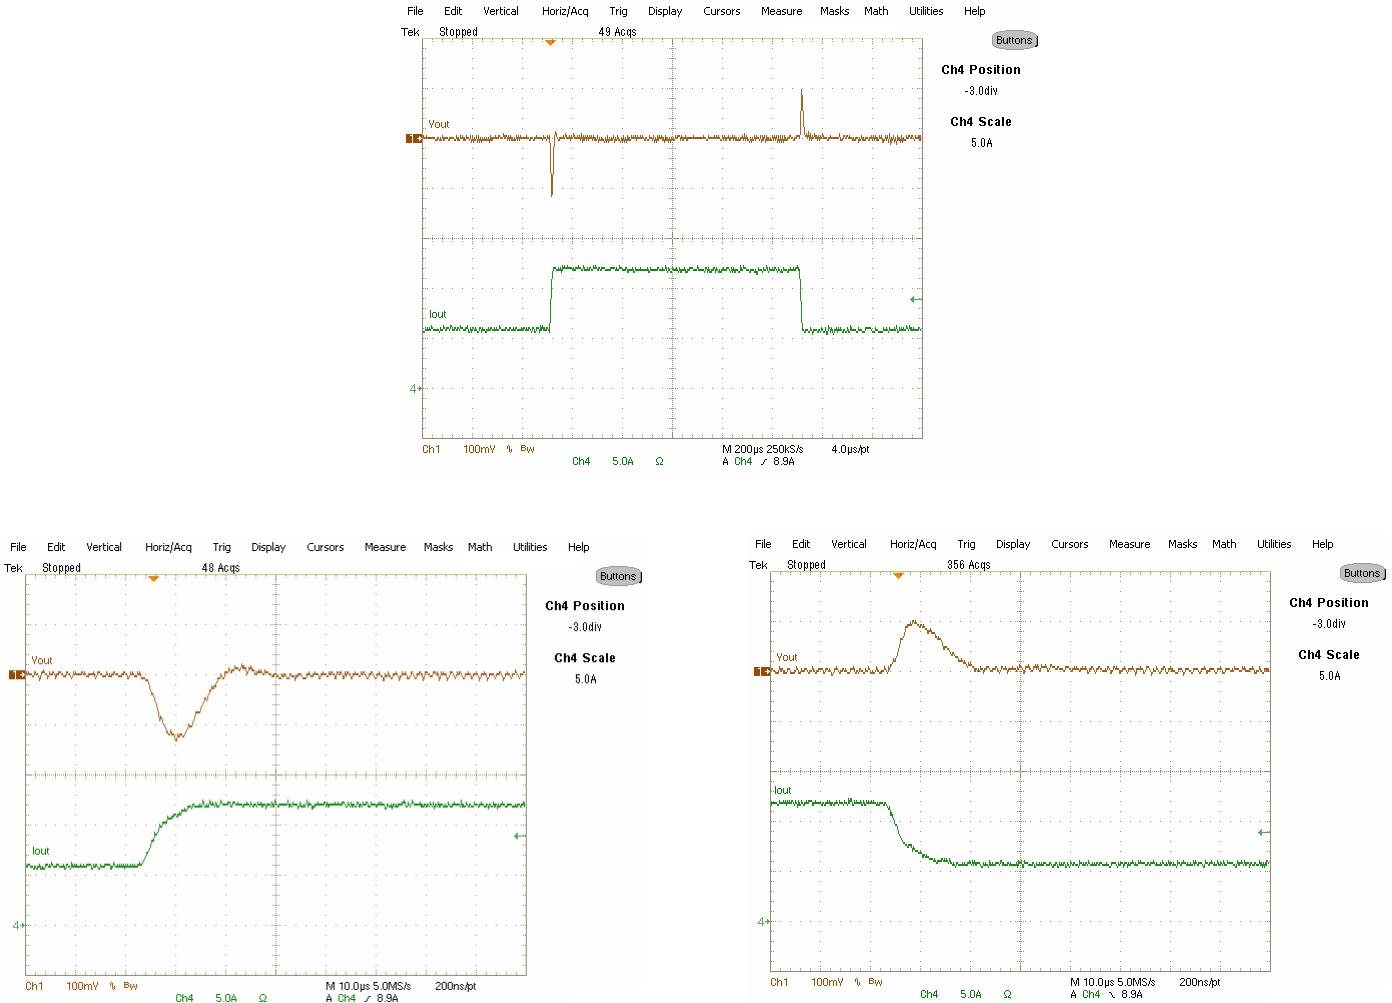 File Edit Vertical Horiz/Acq Trig Display Cursors Measure Masks Math Utilities Help
Tek Stopped 49 Acqs
Buttons
Ch4 Position
-3.0div
Ch4 Scale
5.0A
Vout
1
Iout
4
Ch1 100mV Bw M 200µs 250kS/s 4.0µs/pt
Ch4 5.0A Ω A Ch4 8.9A
File Edit Vertical Horiz/Acq Trig Display Cursors Measure Masks Math Utilities Help
Tek Stopped 48 Acqs
Buttons
Ch4 Position
-3.0div
Ch4 Scale
5.0A
Vout
1
Iout
4
Ch1 100mV Bw M 10.0µs 5.0MS/s 200ns/pt
Ch4 5.0A Ω A Ch4 8.9A
File Edit Vertical Horiz/Acq Trig Display Cursors Measure Masks Math Utilities Help
Tek Stopped 356 Acqs
Buttons
Ch4 Position
-3.0div
Ch4 Scale
5.0A
Vout
1
Iout
4
Ch1 100mV Bw M 10.0µs 5.0MS/s 200ns/pt
Ch4 5.0A Ω A Ch4 8.9A